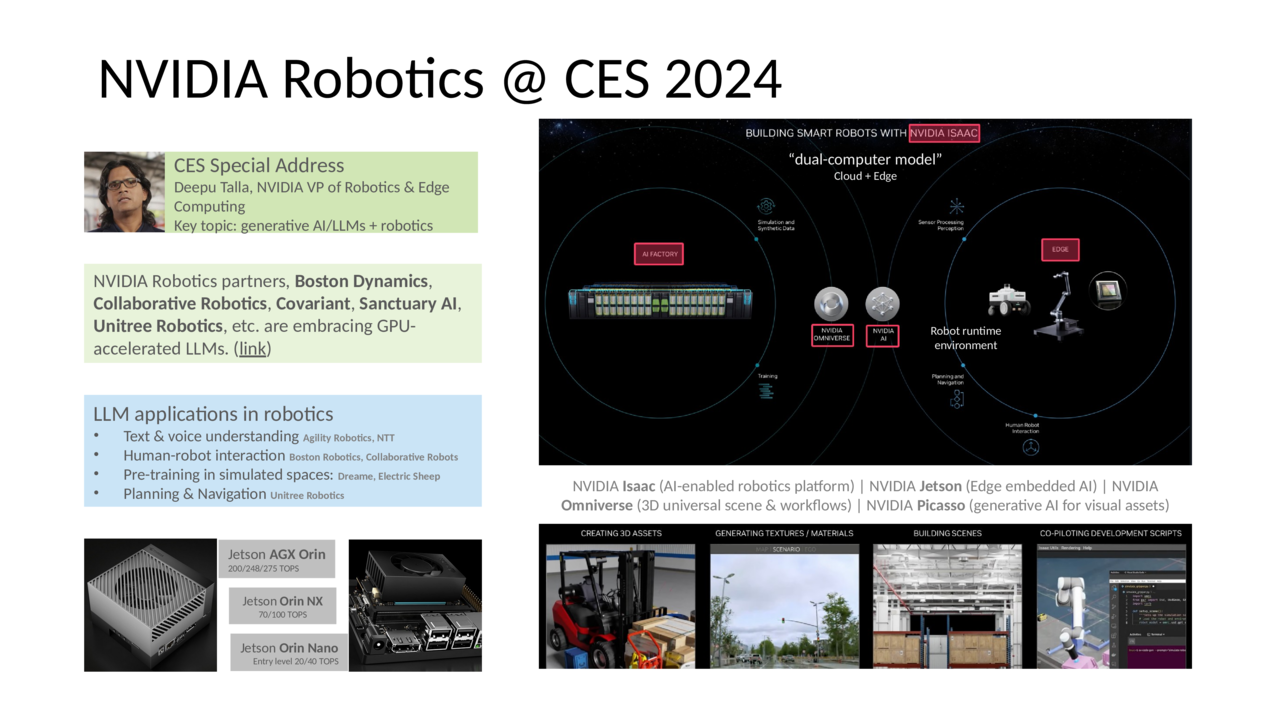 NVIDIA Robotics @ CES 2024
CES Special Address
Deepu Talla, NVIDIA VP of Robotics & Edge
Computing
Key topic: generative AI/LLMs + robotics
NVIDIA Robotics partners, Boston Dynamics,
Collaborative Robotics, Covariant, Sanctuary AI,
Unitree Robotics, etc. are embracing GPU-
accelerated LLMs. (link)
LLM applications in robotics
• Text & voice understanding Agility Robotics, NTT
• Human-robot interaction Boston Robotics, Collaborative Robots
• Pre-training in simulated spaces: Dreame, Electric Sheep
• Planning & Navigation Unitree Robotics
Jetson AGX Orin
200/248/275 TOPS
Jetson Orin NX
70/100 TOPS
Jetson Orin Nano
Entry level 20/40 TOPS
BUILDING SMART ROBOTS WITH NVIDIA ISAAC
“dual-computer model”
Cloud + Edge
Simulation and
Synthetic Data
Sensor Processing
Perception
AI FACTORY
EDGE
NVIDIA
OMNIVERSE
NVIDIA
AI
Robot runtime
environment
Training
Planning and
Navigation
Human Robot
Interaction
NVIDIA Isaac (AI-enabled robotics platform) | NVIDIA Jetson (Edge embedded AI) | NVIDIA
Omniverse (3D universal scene & workflows) | NVIDIA Picasso (generative AI for visual assets)
CREATING 3D ASSETS
GENERATING TEXTURES / MATERIALS
BUILDING SCENES
CO-PILOTING DEVELOPMENT SCRIPTS
SCENARIO